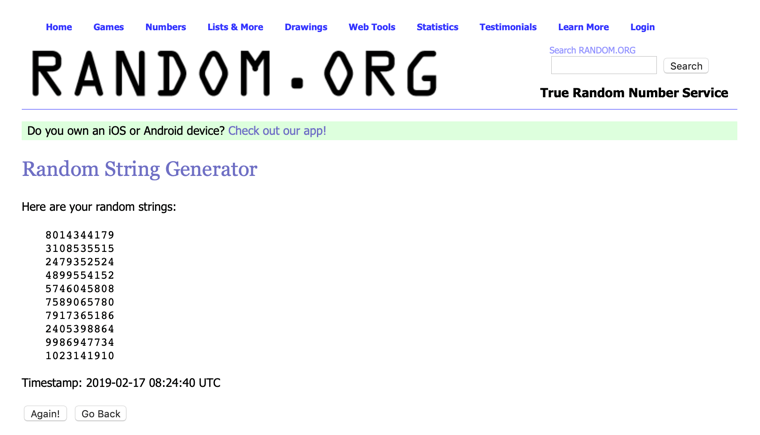 Home Games Numbers Lists & More Drawings Web Tools Statistics Testimonials Learn More Login
RANDOM.ORG
Search RANDOM.ORG
Search
True Random Number Service
Do you own an iOS or Android device? Check out our app!
Random String Generator
Here are your random strings:
8014344179
3108535515
2479352524
4899554152
5746045808
7589065780
7917365186
2405398864
9986947734
1023141910
Timestamp: 2019-02-17 08:24:40 UTC
Again! Go Back